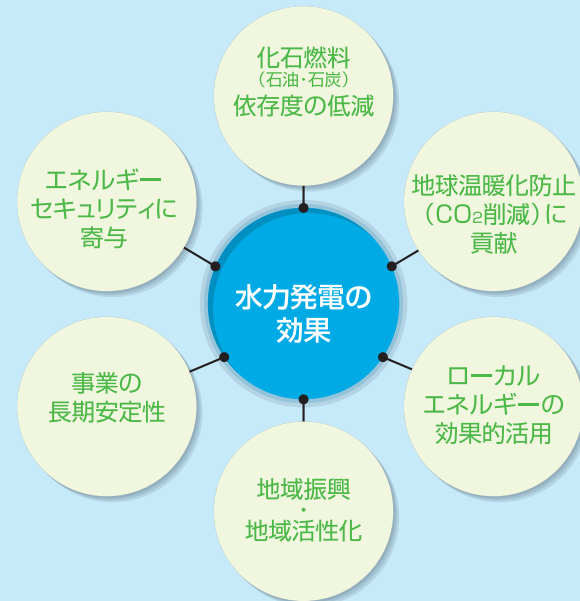 化石燃料
（石油・石炭）
依存度の低減
地球温暖化防止
（CO₂削減）に
貢献
ローカル
エネルギーの
効果的活用
地域振興
・
地域活性化
事業の
長期安定性
エネルギー
セキュリティに
寄与
水力発電の
効果